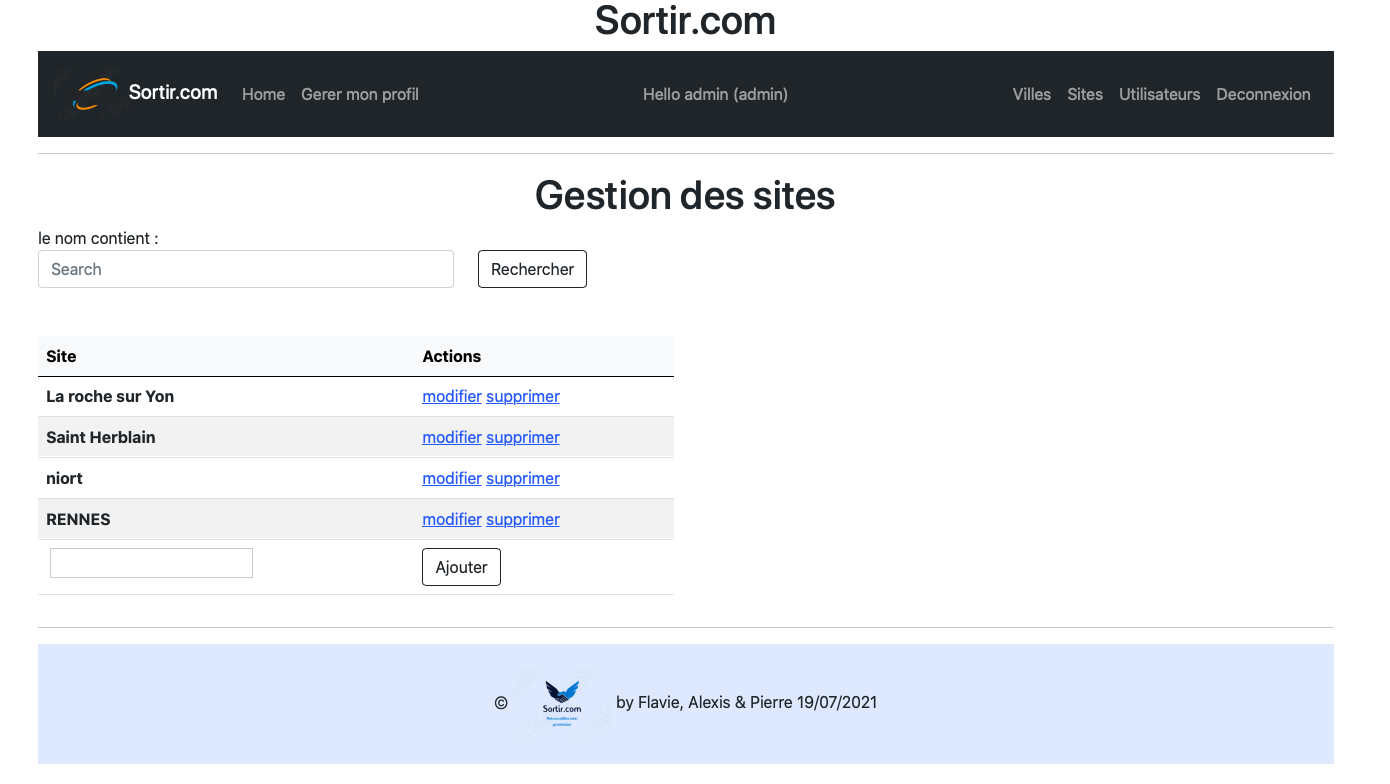 Sortir.com
Sortir.com Home Gerer mon profil Hello admin (admin) Villes Sites Utilisateurs Deconnexion
Gestion des sites
le nom contient :
Search Rechercher
Site Actions
La roche sur Yon modifier supprimer
Saint Herblain modifier supprimer
niort modifier supprimer
RENNES modifier supprimer
Ajouter
© Sortir.com by Flavie, Alexis & Pierre 19/07/2021